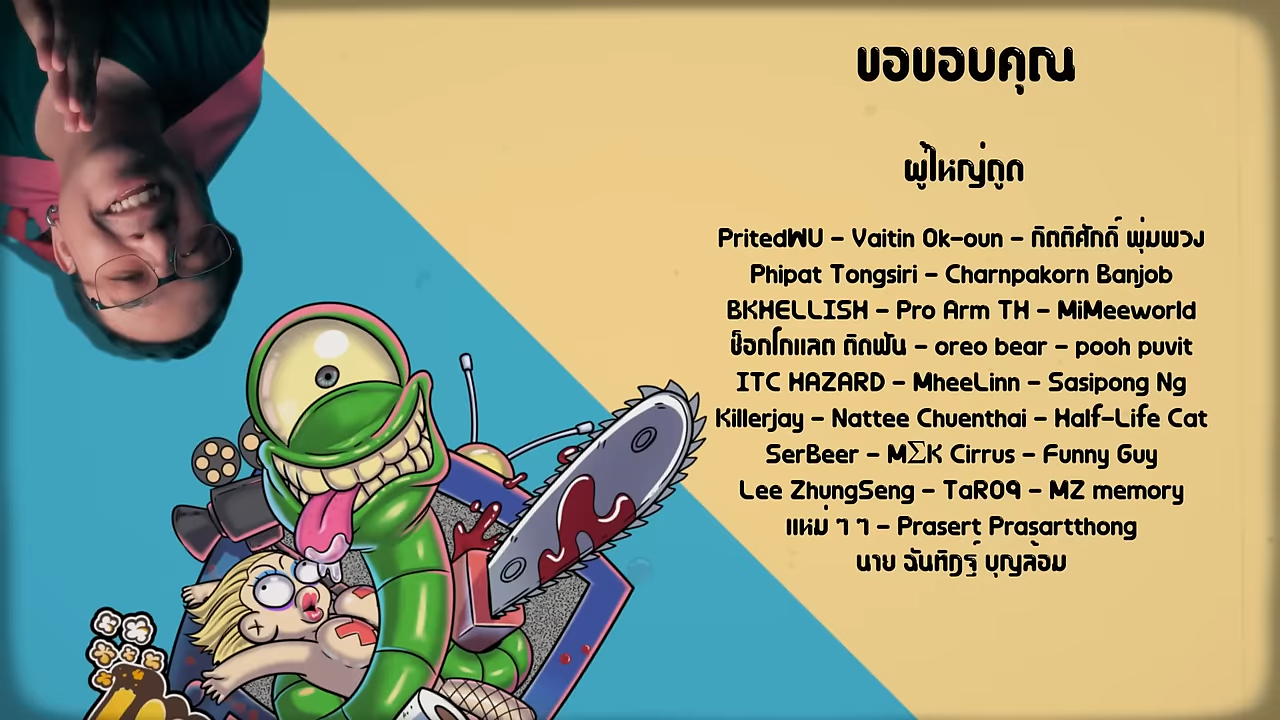 ขอขอบคุณ
ผู้ใหญ่ถูก
PritedWU - Vaitin Ok-oun - กิตติศักดิ์ พุ่มพวง
Phipat Tongsiri - Charnpakorn Banjob
BKHELLISH - Pro Arm TH - MiMeeworld
ช็อกโกแลต ติดฟัน - oreo bear - pooh puvit
ITC HAZARD - MheeLinn - Sasipong Ng
Killerjay - Nattee Chuenthai - Half-Life Cat
SerBeer - MΣK Cirrus - Funny Guy
Lee ZhungSeng - TaRO9 - MZ memory
แหม่ ๆ ๆ - Prasert Prasartthong
นาย ฉันทิฏฐ์ บุญล้อม